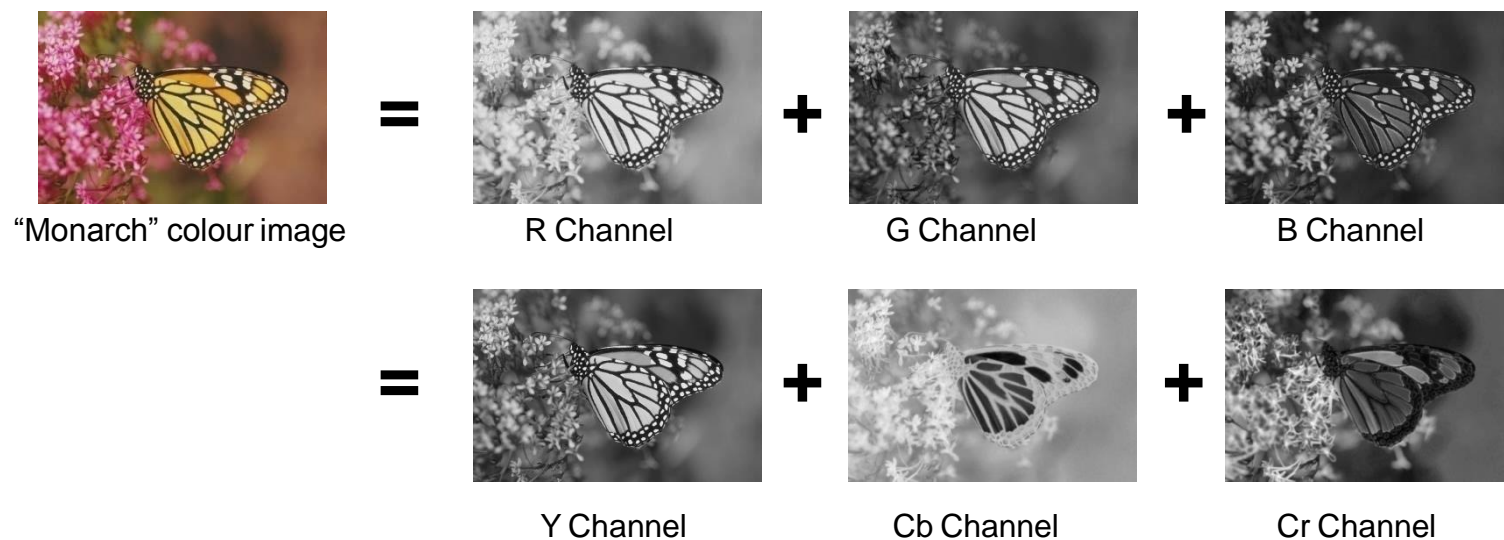 = + +
“Monarch” colour image R Channel G Channel B Channel
= + +
Y Channel Cb Channel Cr Channel